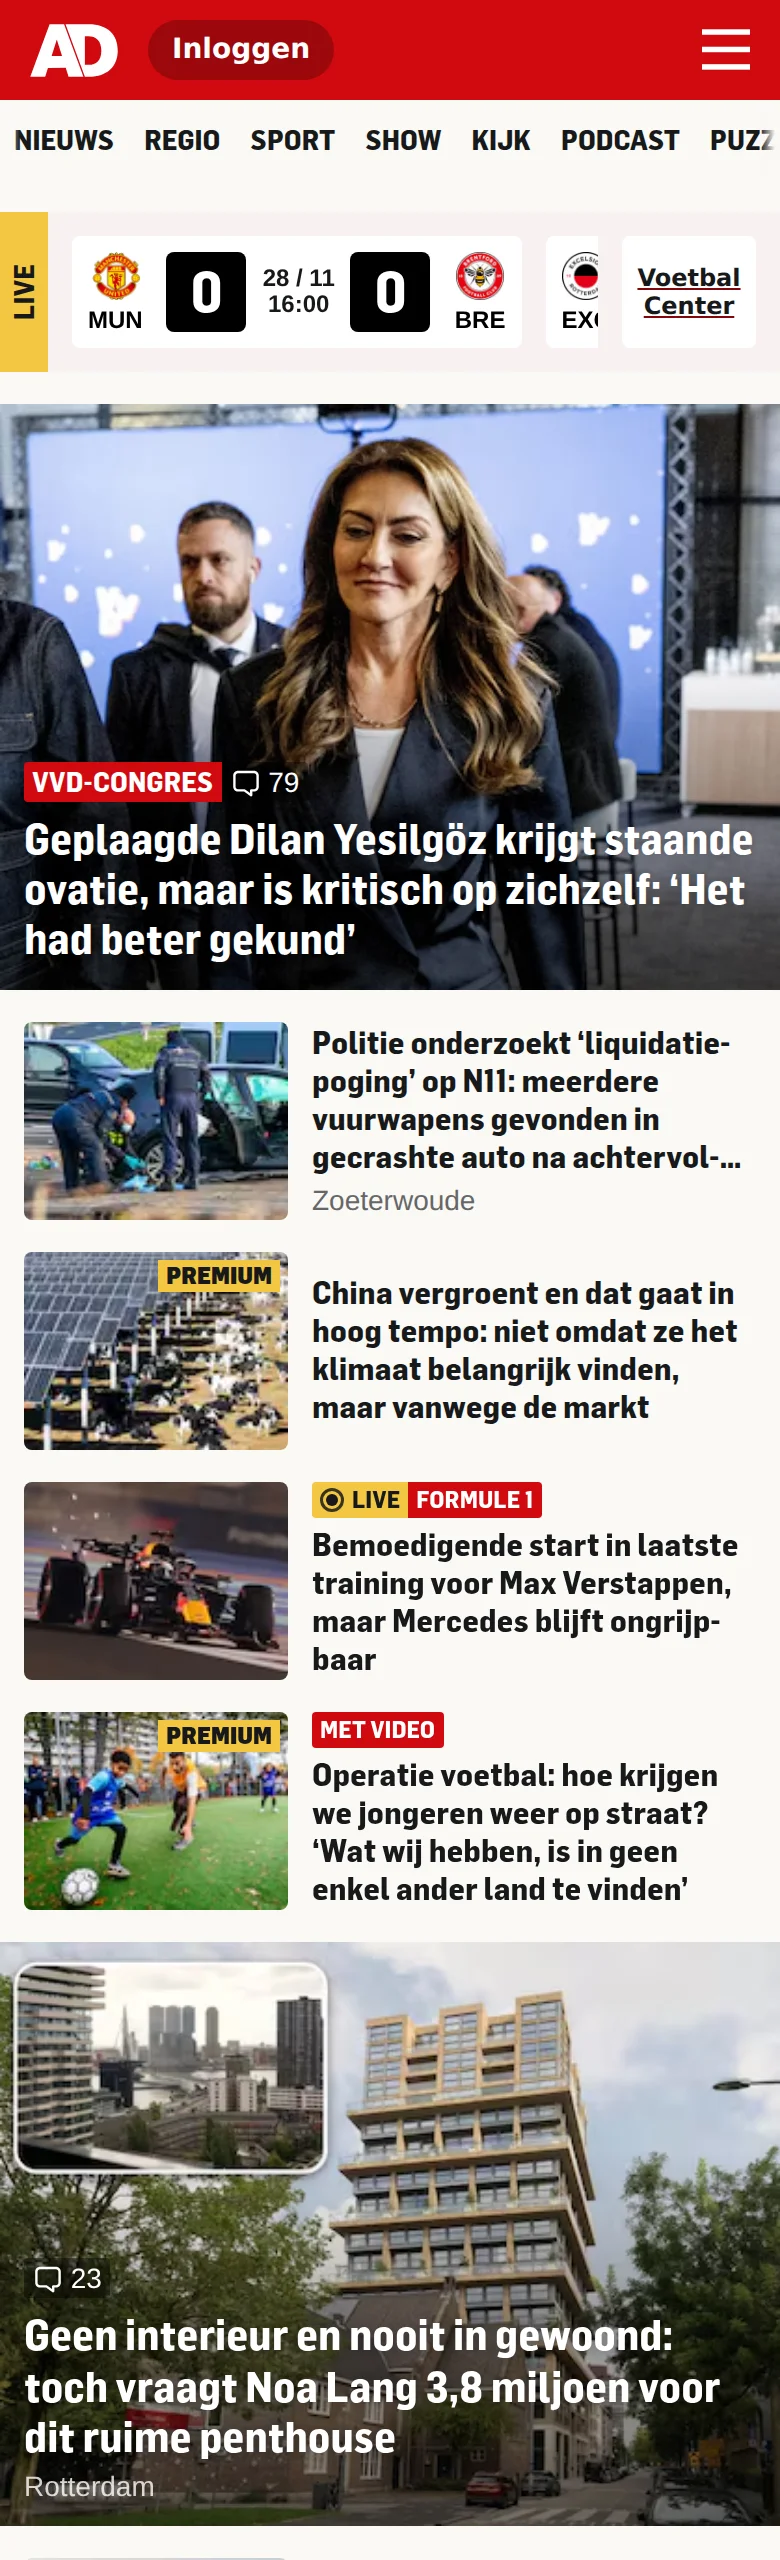 AD
Inloggen
NIEUWS REGIO SPORT SHOW KIJK PODCAST PUZZ
LIVE
MUN
0
28 / 11
16:00
0
BRE
EXC
Voetbal
Center
VVD-CONGRES 79
Geplaagde Dilan Yesilgöz krijgt staande
ovatie, maar is kritisch op zichzelf: ‘Het
had beter gekund’
Politie onderzoekt ‘liquidatie-
poging’ op N11: meerdere
vuurwapens gevonden in
gecrashte auto na achtervol-...
Zoeterwoude
PREMIUM
China vergroent en dat gaat in
hoog tempo: niet omdat ze het
klimaat belangrijk vinden,
maar vanwege de markt
LIVE FORMULE 1
Bemoedigende start in laatste
training voor Max Verstappen,
maar Mercedes blijft ongrijp-
baar
PREMIUM
MET VIDEO
Operatie voetbal: hoe krijgen
we jongeren weer op straat?
‘Wat wij hebben, is in geen
enkel ander land te vinden’
23
Geen interieur en nooit in gewoond:
toch vraagt Noa Lang 3,8 miljoen voor
dit ruime penthouse
Rotterdam